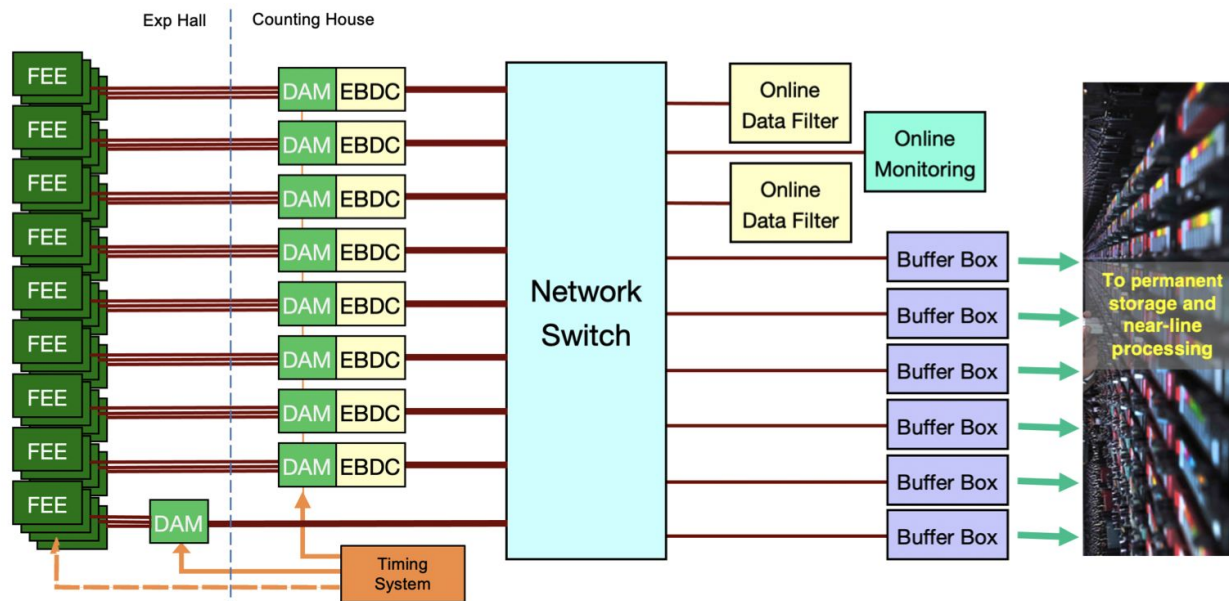 Exp Hall
Counting House
FEE
DAM
EBDC
FEE
DAM
EBDC
FEE
DAM
EBDC
FEE
DAM
EBDC
FEE
DAM
EBDC
FEE
DAM
EBDC
FEE
DAM
EBDC
FEE
DAM
EBDC
FEE
DAM
Timing
System
Network
Switch
Online
Data Filter
Online
Monitoring
Online
Data Filter
Buffer Box
Buffer Box
Buffer Box
Buffer Box
Buffer Box
Buffer Box
To permanent
storage and
near-line
processing